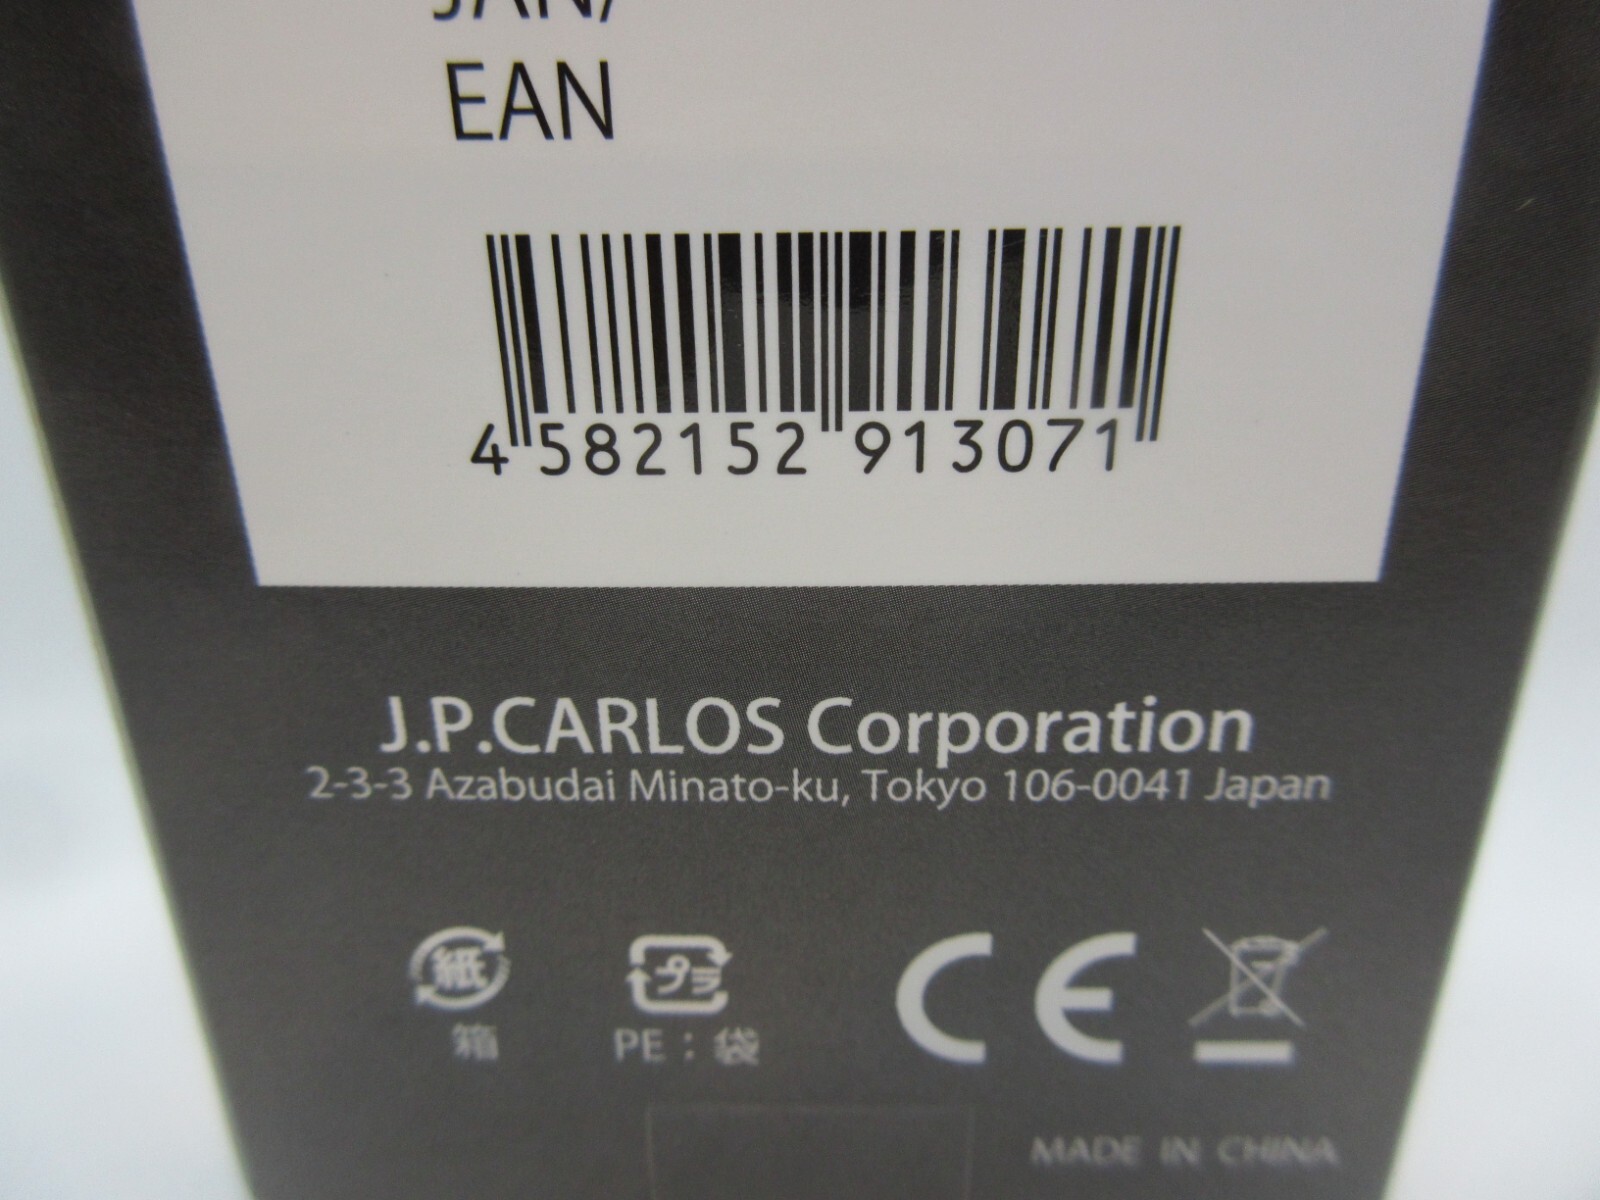 JAN/
EAN
4 582152 913071
J.P.CARLOS Corporation
2-3-3 Azabudai Minato-ku, Tokyo 106-0041 Japan
紙 プラ CE
箱 PE：袋
MADE IN CHINA